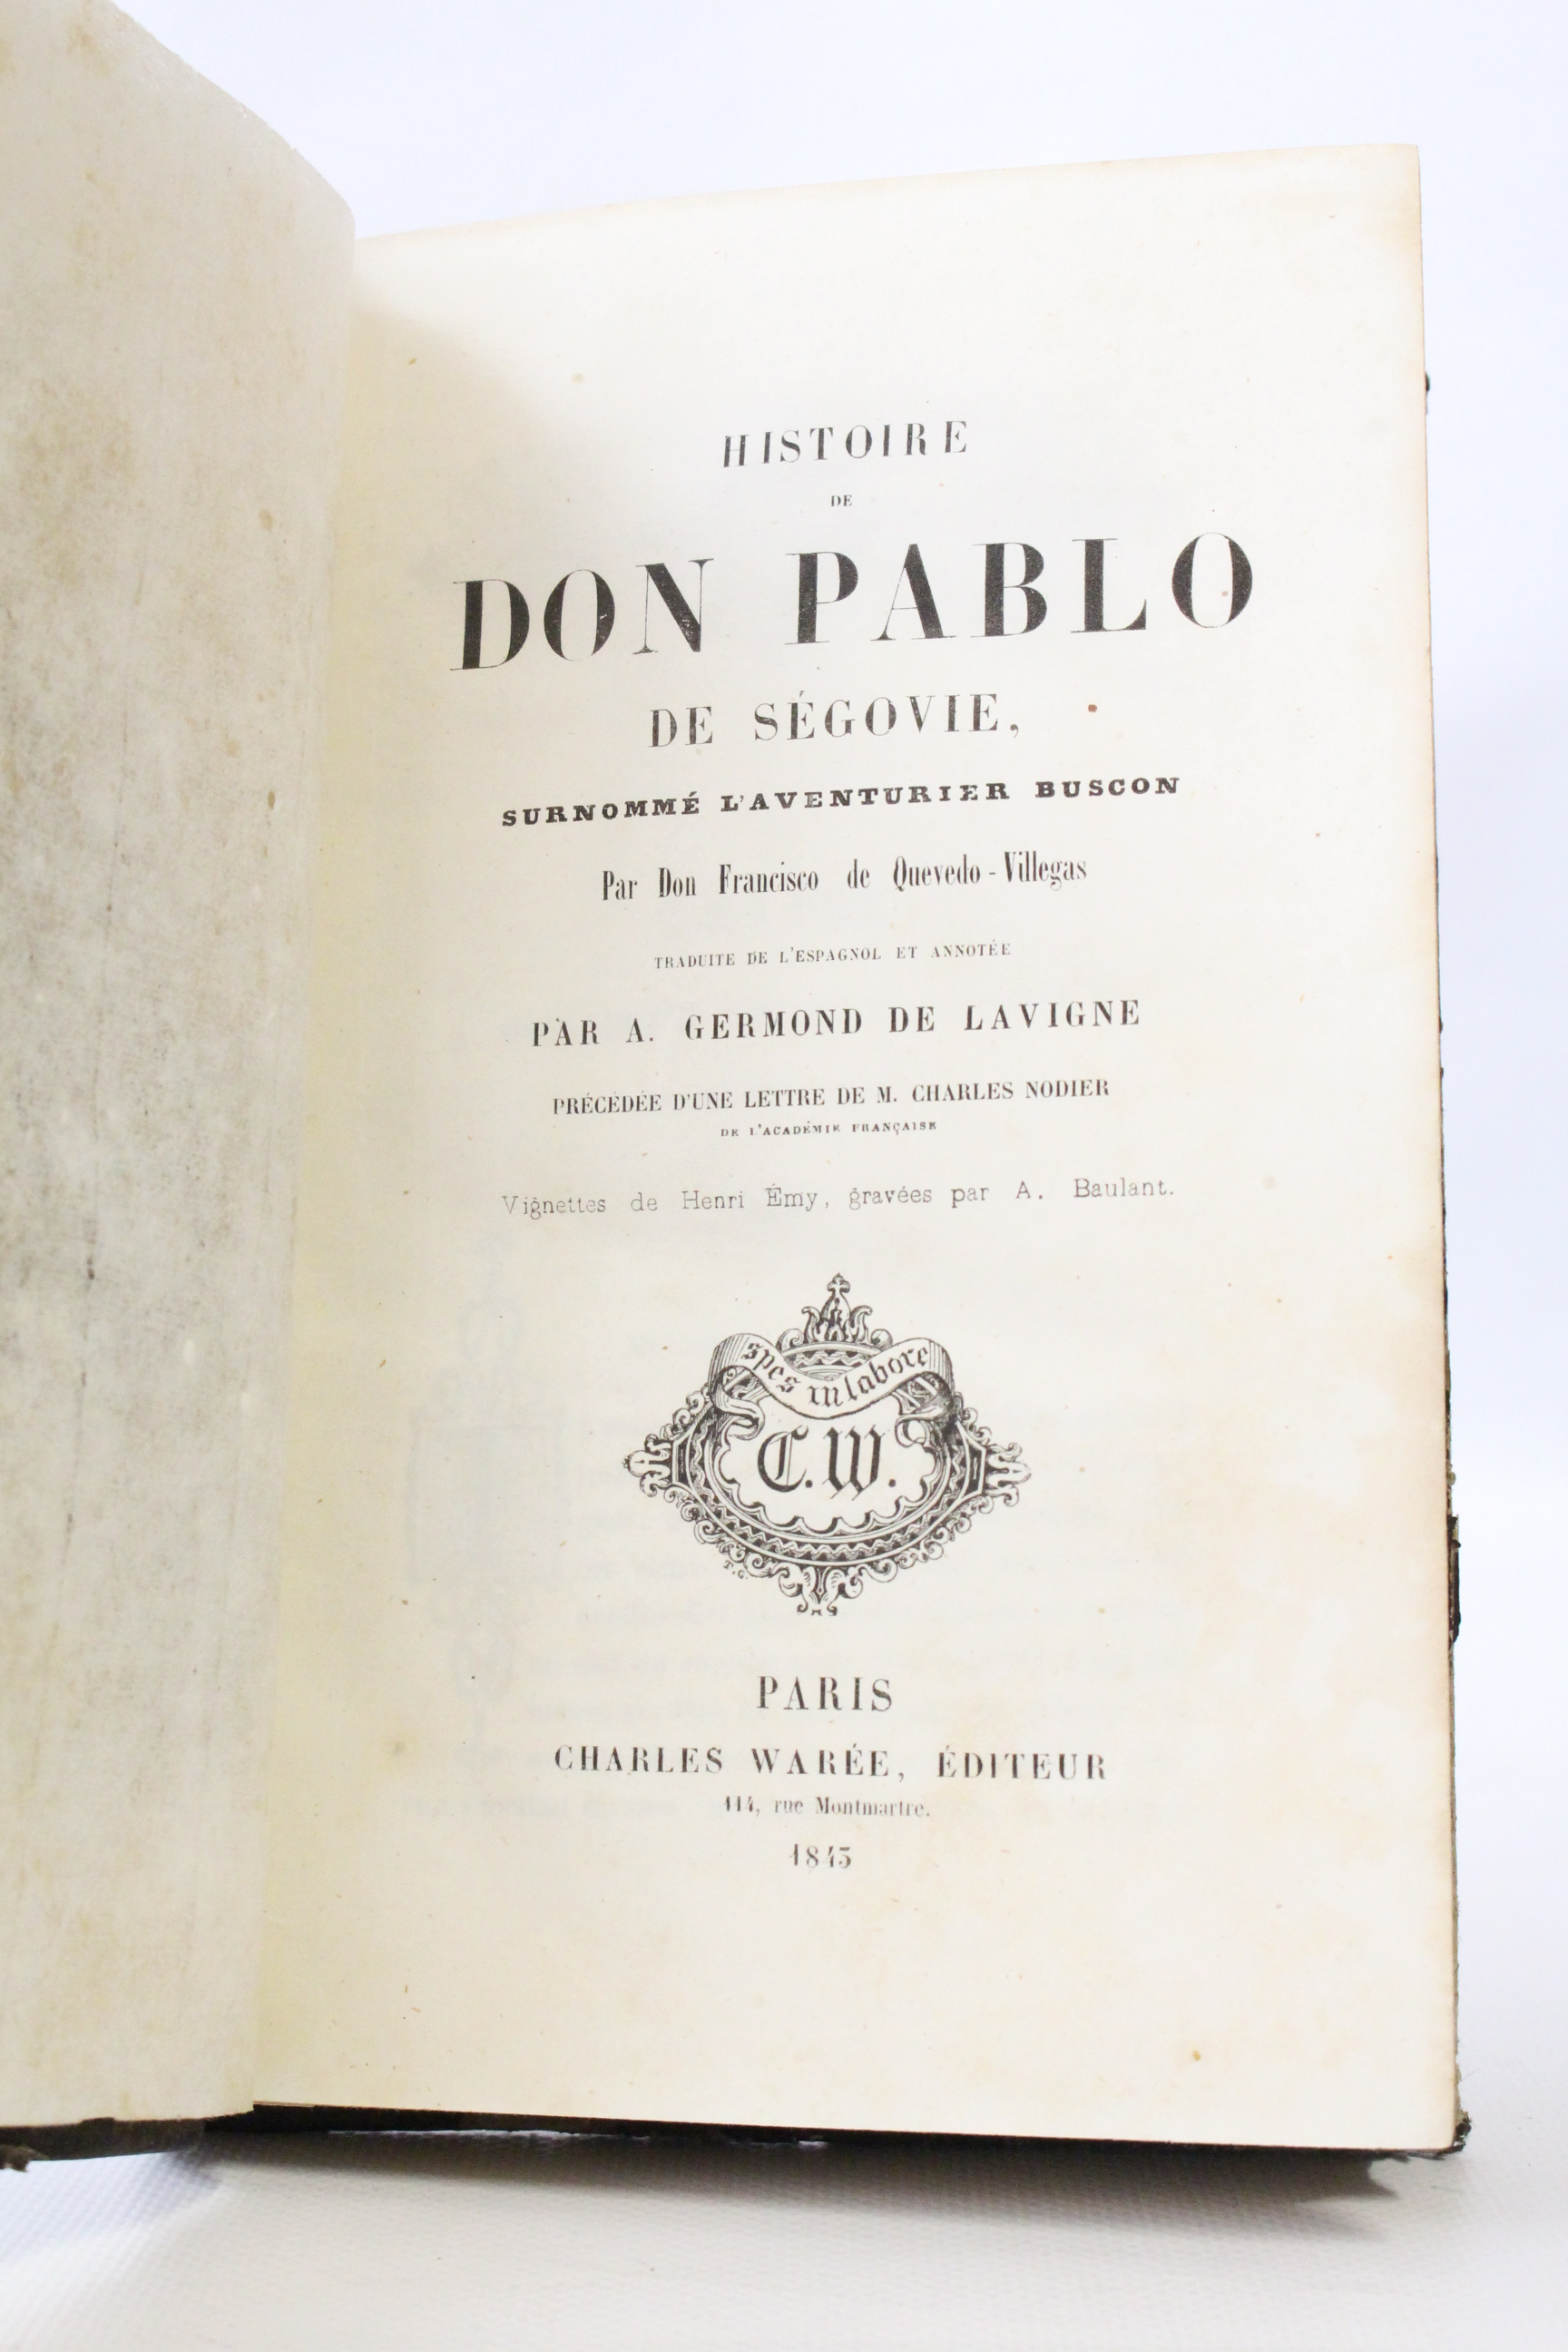 HISTOIRE
DE
DON PABLO
DE SÉGOVIE,
SURNOMMÉ L'AVENTURIER BUSCON
Par Don Francisco de Quevedo-Villegas
TRADUITE DE L'ESPAGNOL ET ANNOTÉE
PAR A. GERMOND DE LAVIGNE
PRÉCÉDÉE D'UNE LETTRE DE M. CHARLES NODIER
DE L'ACADÉMIE FRANÇAISE
Vignettes de Henri Émy, gravées par A. Baulant.
spes in labore
C.W.
T.G.
PARIS
CHARLES WARÉE, ÉDITEUR
114, rue Montmartre.
1843